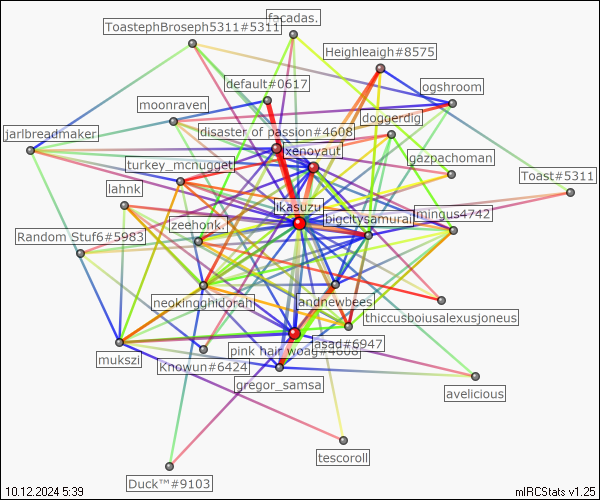 ToastephBroseph5311#5311
facadas.
Heighleigh#8575
default#0617
ogshroom
moonraven
doggerdig
jarlbreadmaker
disaster of passion#4608
xenoyaut
gazpachoman
turkey_mcnugget
Toast#5311
lahnk
ikasuzu
bigcitysamurai
mingus4742
zeehonk.
Random Stuf6#5983
neokingghidorah
andnewbees
thiccusboiusalexusjoneus
asad#6947
pink hair woag#4608
mukszi
Knowun#6424
gregor_samsa
avelicious
tescoroll
Duck™#9103
10.12.2024 5:39
mIRCStats v1.25